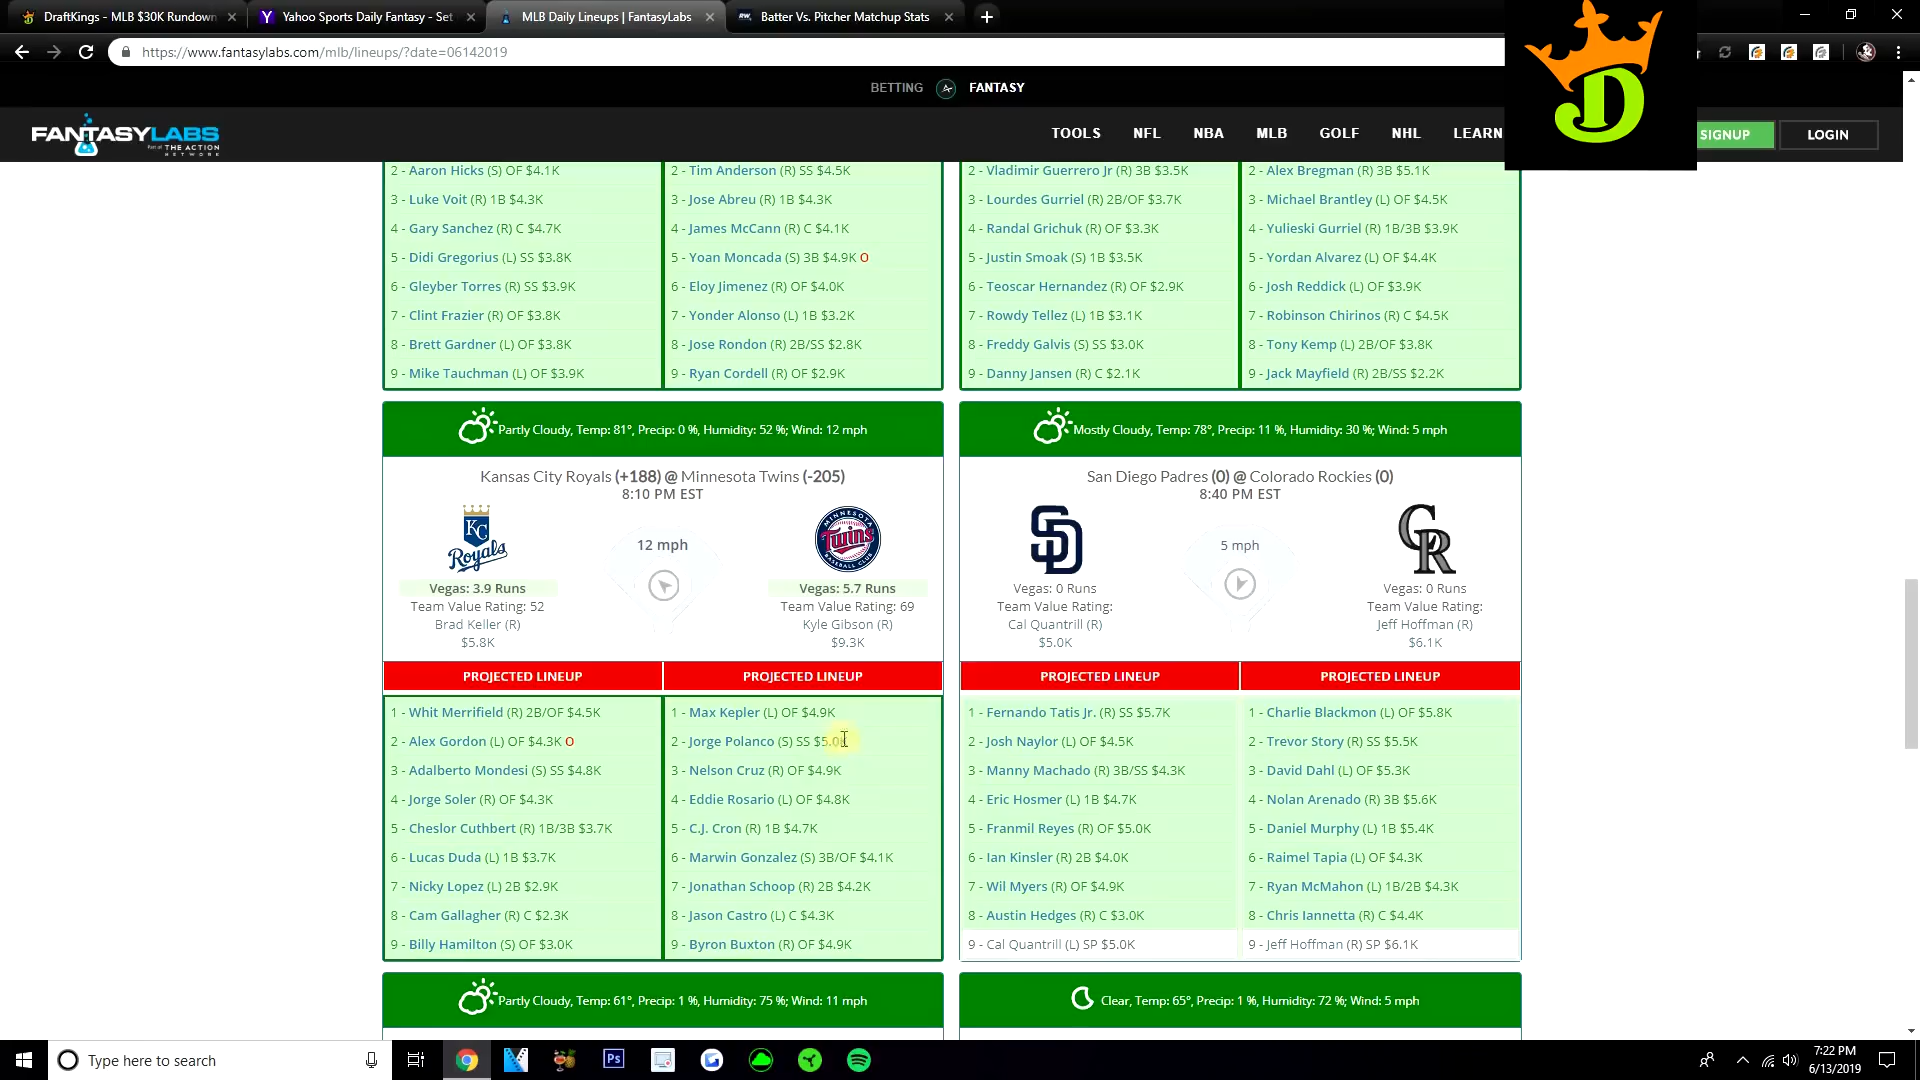 DraftKings - MLB $30K Rundown
Yahoo Sports Daily Fantasy - Set
MLB Daily Lineups | FantasyLabs
Batter Vs. Pitcher Matchup Stats
https://www.fantasylabs.com/mlb/lineups/?date=06142019
BETTING FANTASY
FANTASYLABS
Part of THE ACTION NETWORK
TOOLS NFL NBA MLB GOLF NHL LEARN SIGNUP LOGIN
2 - Aaron Hicks (S) OF $4.1K
3 - Luke Voit (R) 1B $4.3K
4 - Gary Sanchez (R) C $4.7K
5 - Didi Gregorius (L) SS $3.8K
6 - Gleyber Torres (R) SS $3.9K
7 - Clint Frazier (R) OF $3.8K
8 - Brett Gardner (L) OF $3.8K
9 - Mike Tauchman (L) OF $3.9K
2 - Tim Anderson (R) SS $4.5K
3 - Jose Abreu (R) 1B $4.3K
4 - James McCann (R) C $4.1K
5 - Yoan Moncada (S) 3B $4.9K O
6 - Eloy Jimenez (R) OF $4.0K
7 - Yonder Alonso (L) 1B $3.2K
8 - Jose Rondon (R) 2B/SS $2.8K
9 - Ryan Cordell (R) OF $2.9K
2 - Vladimir Guerrero Jr (R) 3B $3.5K
3 - Lourdes Gurriel (R) 2B/OF $3.7K
4 - Randal Grichuk (R) OF $3.3K
5 - Justin Smoak (S) 1B $3.5K
6 - Teoscar Hernandez (R) OF $2.9K
7 - Rowdy Tellez (L) 1B $3.1K
8 - Freddy Galvis (S) SS $3.0K
9 - Danny Jansen (R) C $2.1K
2 - Alex Bregman (R) 3B $5.1K
3 - Michael Brantley (L) OF $4.5K
4 - Yulieski Gurriel (R) 1B/3B $3.9K
5 - Yordan Alvarez (L) OF $4.4K
6 - Josh Reddick (L) OF $3.9K
7 - Robinson Chirinos (R) C $4.5K
8 - Tony Kemp (L) 2B/OF $3.8K
9 - Jack Mayfield (R) 2B/SS $2.2K
Partly Cloudy, Temp: 81°, Precip: 0 %, Humidity: 52 %; Wind: 12 mph
Kansas City Royals (+188) @ Minnesota Twins (-205)
8:10 PM EST
KC Royals
12 mph
MINNESOTA Twins BASEBALL CLUB
Vegas: 3.9 Runs
Team Value Rating: 52
Brad Keller (R)
$5.8K
Vegas: 5.7 Runs
Team Value Rating: 69
Kyle Gibson (R)
$9.3K
PROJECTED LINEUP
PROJECTED LINEUP
1 - Whit Merrifield (R) 2B/OF $4.5K
2 - Alex Gordon (L) OF $4.3K O
3 - Adalberto Mondesi (S) SS $4.8K
4 - Jorge Soler (R) OF $4.3K
5 - Cheslor Cuthbert (R) 1B/3B $3.7K
6 - Lucas Duda (L) 1B $3.7K
7 - Nicky Lopez (L) 2B $2.9K
8 - Cam Gallagher (R) C $2.3K
9 - Billy Hamilton (S) OF $3.0K
1 - Max Kepler (L) OF $4.9K
2 - Jorge Polanco (S) SS $5.0K
3 - Nelson Cruz (R) OF $4.9K
4 - Eddie Rosario (L) OF $4.8K
5 - C.J. Cron (R) 1B $4.7K
6 - Marwin Gonzalez (S) 3B/OF $4.1K
7 - Jonathan Schoop (R) 2B $4.2K
8 - Jason Castro (L) C $4.3K
9 - Byron Buxton (R) OF $4.9K
Mostly Cloudy, Temp: 78°, Precip: 11 %, Humidity: 30 %; Wind: 5 mph
San Diego Padres (0) @ Colorado Rockies (0)
8:40 PM EST
SD
5 mph
CR
Vegas: 0 Runs
Team Value Rating:
Cal Quantrill (R)
$5.0K
Vegas: 0 Runs
Team Value Rating:
Jeff Hoffman (R)
$6.1K
PROJECTED LINEUP
PROJECTED LINEUP
1 - Fernando Tatis Jr. (R) SS $5.7K
2 - Josh Naylor (L) OF $4.5K
3 - Manny Machado (R) 3B/SS $4.3K
4 - Eric Hosmer (L) 1B $4.7K
5 - Franmil Reyes (R) OF $5.0K
6 - Ian Kinsler (R) 2B $4.0K
7 - Wil Myers (R) OF $4.9K
8 - Austin Hedges (R) C $3.0K
9 - Cal Quantrill (L) SP $5.0K
1 - Charlie Blackmon (L) OF $5.8K
2 - Trevor Story (R) SS $5.5K
3 - David Dahl (L) OF $5.3K
4 - Nolan Arenado (R) 3B $5.6K
5 - Daniel Murphy (L) 1B $5.4K
6 - Raimel Tapia (L) OF $4.3K
7 - Ryan McMahon (L) 1B/2B $4.3K
8 - Chris Iannetta (R) C $4.4K
9 - Jeff Hoffman (R) SP $6.1K
Partly Cloudy, Temp: 61°, Precip: 1 %, Humidity: 75 %; Wind: 11 mph
Clear, Temp: 65°, Precip: 1 %, Humidity: 72 %; Wind: 5 mph
Type here to search
Ps
7:22 PM
6/13/2019